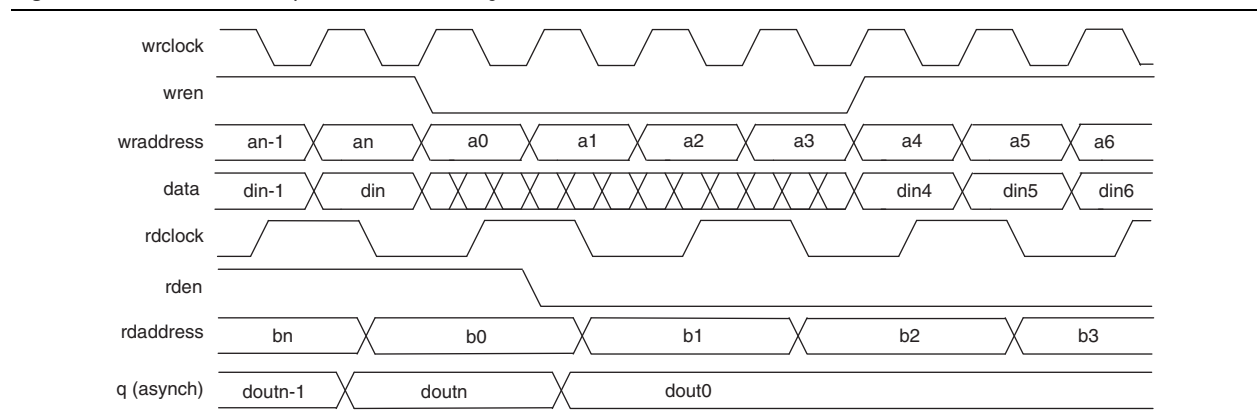 wrclock
wren
wraddress an-1 an a0 a1 a2 a3 a4 a5 a6
data din-1 din din4 din5 din6
rdclock
rden
rdaddress bn b0 b1 b2 b3
q (asynch) doutn-1 doutn dout0